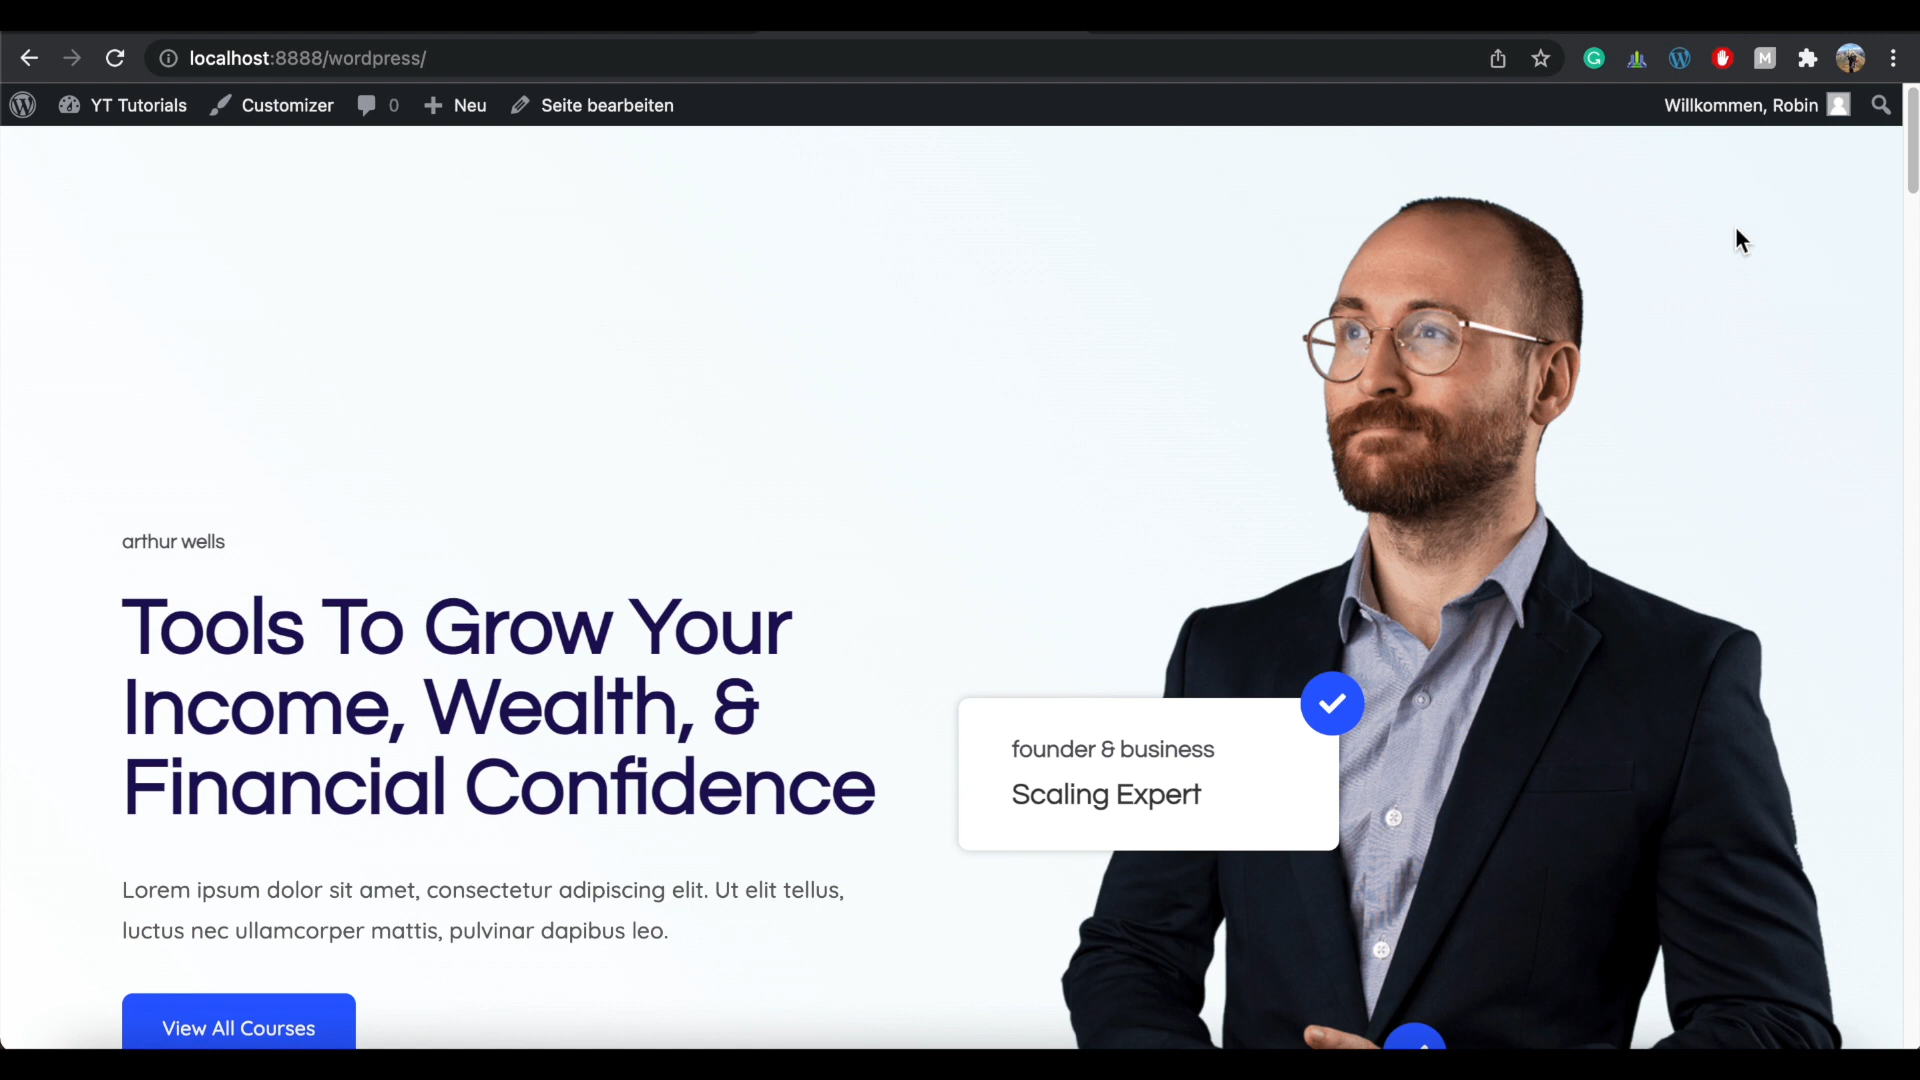 localhost:8888/wordpress/
G
M
YT Tutorials Customizer 0 Neu Seite bearbeiten Willkommen, Robin
arthur wells
Tools To Grow Your
Income, Wealth, &
Financial Confidence
founder & business
Scaling Expert
Lorem ipsum dolor sit amet, consectetur adipiscing elit. Ut elit tellus,
luctus nec ullamcorper mattis, pulvinar dapibus leo.
View All Courses